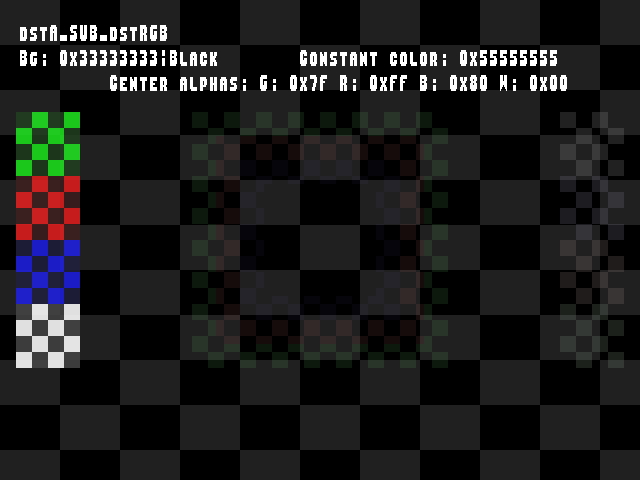 dstA_SUB_dstRGB
Bg: 0x33333333;Black Constant color: 0x55555555
Center alphas: G: 0x7f R: 0xff B: 0x80 W: 0x00